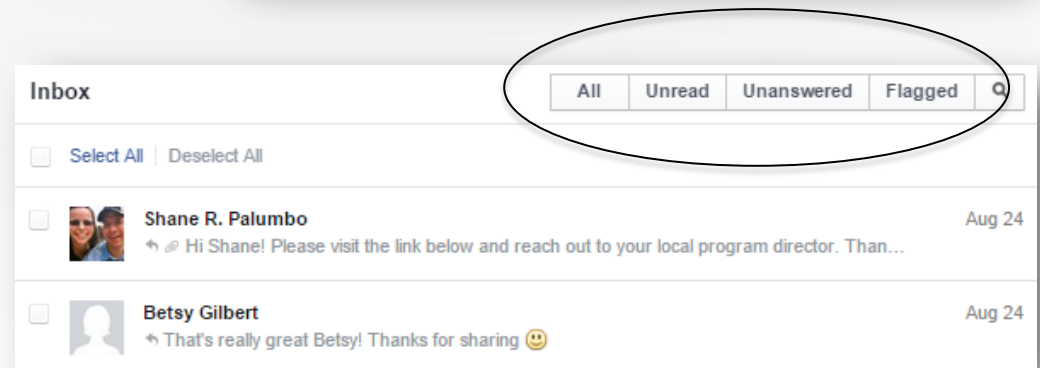 Inbox All Unread Unanswered Flagged
Select All Deselect All
Shane R. Palumbo Aug 24
Hi Shane! Please visit the link below and reach out to your local program director. Than...
Betsy Gilbert Aug 24
That's really great Betsy! Thanks for sharing